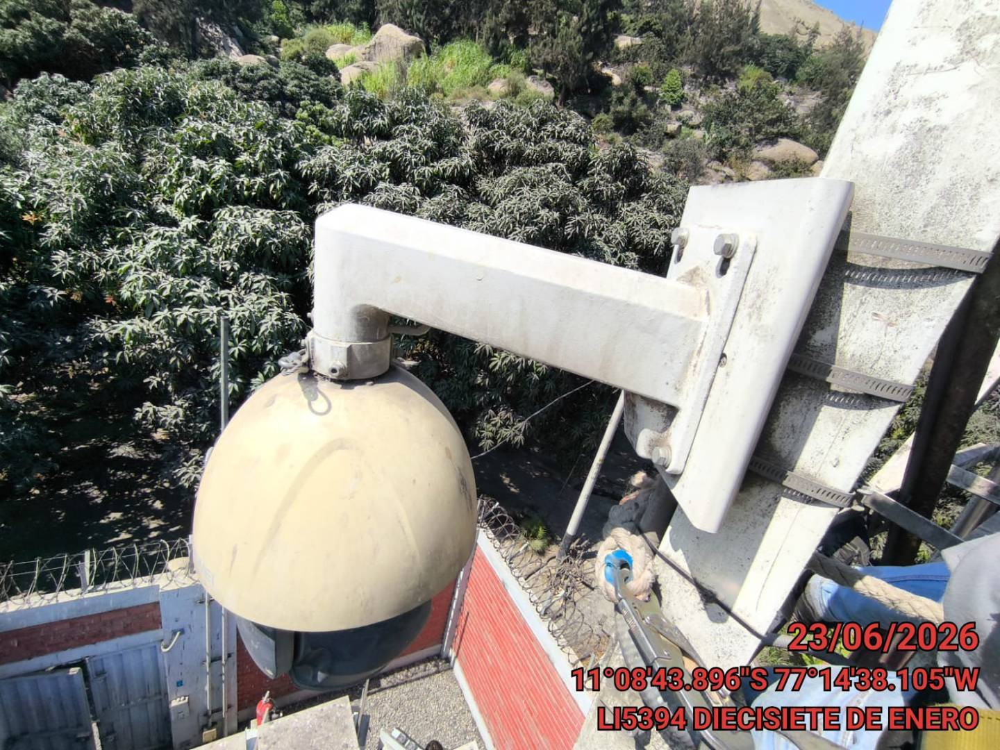 23/06/2026
11°08'43.896"S 77°14'38.105"W
LI5394 DIECISIETE DE ENERO